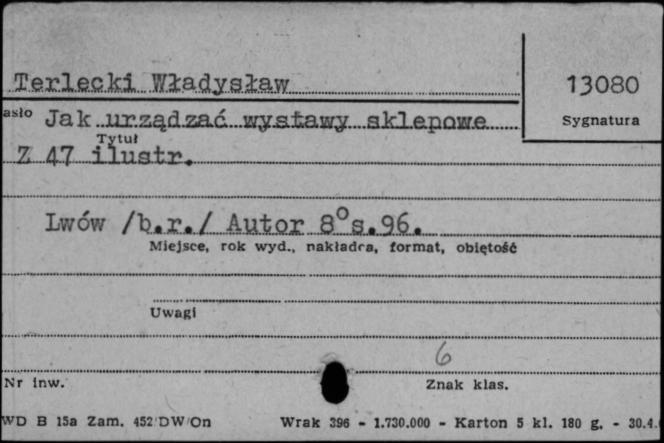 Terlecki Władysław
13080
asło Jak urządzać wystawy sklepowe
Sygnatura
Tytuł
Z 47 ilustr.
Lwów /b.r./ Autor 8° s.96.
Miejsce, rok wyd., nakładca, format, objętość
Uwagi
6
Nr inw.
Znak klas.
WD B 15a Zam. 452/DW/On Wrak 396 - 1.730.000 - Karton 5 kl. 180 g. - 30.4.